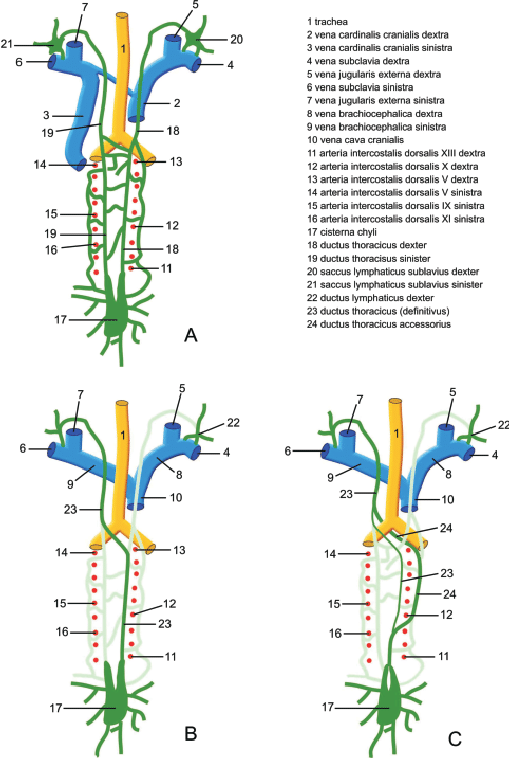 7
5
21
20
1
6
4
3
2
19
18
14
13
15
12
19
16
18
11
17
A
1 trachea
2 vena cardinalis cranialis dextra
3 vena cardinalis cranialis sinistra
4 vena subclavia dextra
5 vena jugularis externa dextra
6 vena subclavia sinistra
7 vena jugularis externa sinistra
8 vena brachiocephalica dextra
9 vena brachiocephalica sinistra
10 vena cava cranialis
11 arteria intercostalis dorsalis XIII dextra
12 arteria intercostalis dorsalis X dextra
13 arteria intercostalis dorsalis V dextra
14 arteria intercostalis dorsalis V sinistra
15 arteria intercostalis dorsalis IX sinistra
16 arteria intercostalis dorsalis XI sinistra
17 cisterna chyli
18 ductus thoracicus dexter
19 ductus thoracicus sinister
20 saccus lymphaticus sublavius dexter
21 saccus lymphaticus sublavius sinister
22 ductus lymphaticus dexter
23 ductus thoracicus (definitivus)
24 ductus thoracicus accessorius
7
5
22
1
6
4
9
8
10
23
14
13
15
12
16
23
11
17
B
7
5
22
1
6
4
9
8
10
23
24
14
23
15
24
12
16
11
17
C